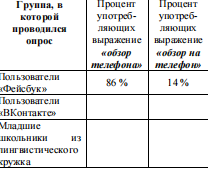 Группа, в
которой
проводился
опрос
Процент
употреб-
ляющих
выражение
«обзор
телефона»
Процент
употреб-
ляющих
выражение
«обзор на
телефон»
Пользователи
«Фейсбук»
86 %
14 %
Пользователи
«ВКонтакте»
Младшие
школьники из
лингвистического
кружка